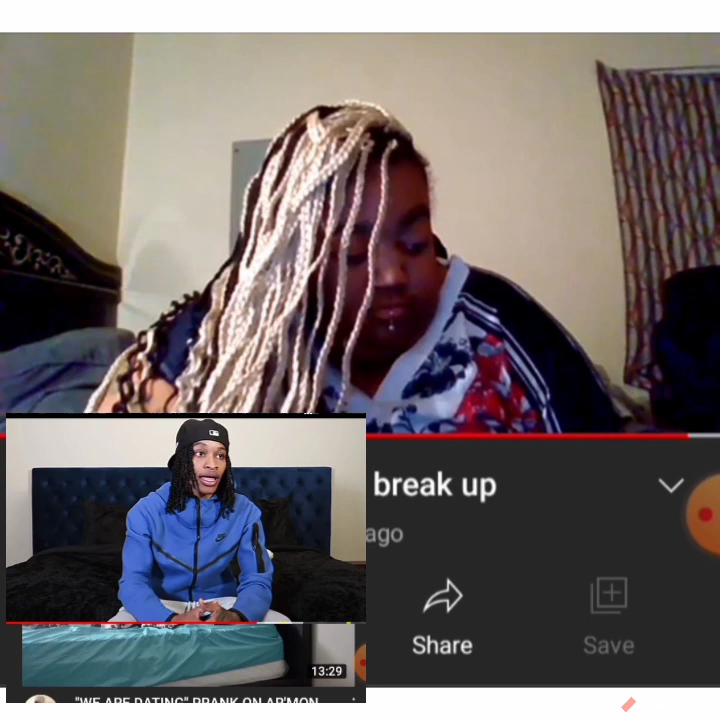 break up
ago
Share
Save
13:29
"WE ARE DATING" PRANK ON AR'MON